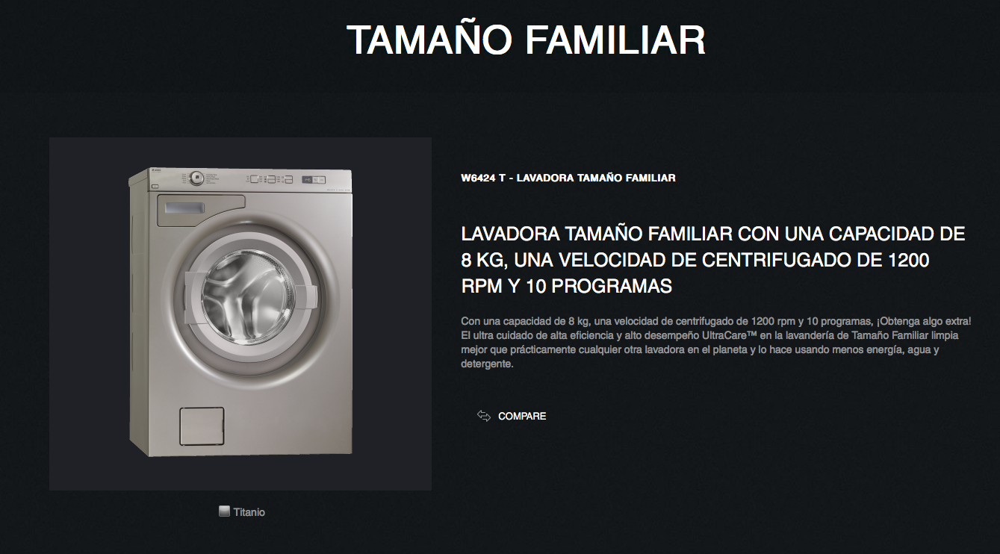 TAMAÑO FAMILIAR
W6424 T - LAVADORA TAMAÑO FAMILIAR
LAVADORA TAMAÑO FAMILIAR CON UNA CAPACIDAD DE
8 KG, UNA VELOCIDAD DE CENTRIFUGADO DE 1200
RPM Y 10 PROGRAMAS
Con una capacidad de 8 kg, una velocidad de centrifugado de 1200 rpm y 10 programas, ¡Obtenga algo extra!
El ultra cuidado de alta eficiencia y alto desempeño UltraCare™ en la lavandería de Tamaño Familiar limpia
mejor que prácticamente cualquier otra lavadora en el planeta y lo hace usando menos energía, agua y
detergente.
COMPARE
Titanio